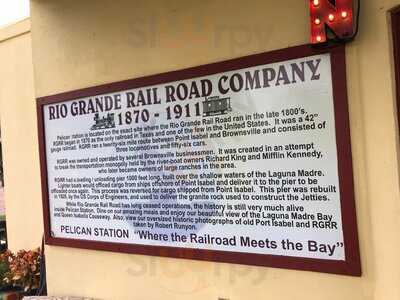 RIO GRANDE RAIL ROAD COMPANY
1870 - 1911
Pelican station is located on the exact site where the Rio Grande Rail Road ran in the late 1800's.
RGRR began in 1870 as the only railroad in Texas and one of the few in the United States. It was a 42"
gauge railroad. RGRR ran a twenty-six mile route between Point Isabel and Brownsville and consisted of
three locomotives and fifty-six cars.
RGRR was owned and operated by several Brownsville businessmen. It was created in an attempt
to break the transportation monopoly held by the river-boat owners Richard King and Mifflin Kennedy,
who later became owners of large ranches in the area.
RGRR had a loading / unloading pier 1500 feet long, built over the shallow waters of the Laguna Madre.
Lighter boats would offload cargo from ships offshore of Point Isabel and deliver it to the pier to be
offloaded once again. This process was reversed for cargo shipped from Point Isabel. This pier was rebuilt
in 1926, by the US Corps of Engineers, and used to deliver the granite rock used to construct the Jetties.
While Rio Grande Rail Road has ceased operations, the history is still very much alive
inside Pelican Station. Dine on our amazing meals and enjoy our beautiful view of the Laguna Madre Bay
and Queen Isabella Causeway. Also, view our oversized historic photographs of old Port Isabel and RGRR
taken by Robert Runyon.
PELICAN STATION "Where the Railroad Meets the Bay"